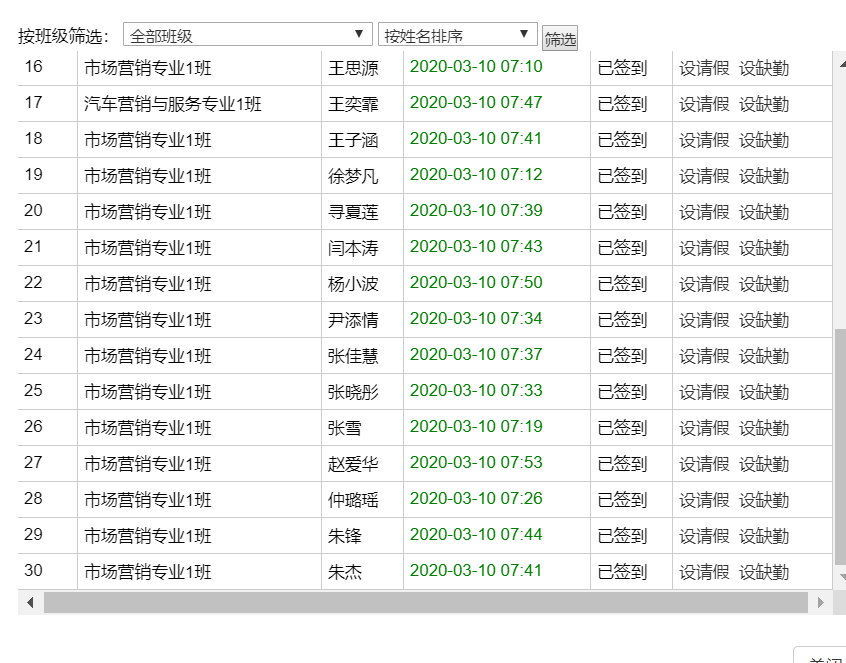 按班级筛选： 全部班级 按姓名排序 筛选
16 市场营销专业1班 王思源 2020-03-10 07:10 已签到 设请假 设缺勤
17 汽车营销与服务专业1班 王奕霏 2020-03-10 07:47 已签到 设请假 设缺勤
18 市场营销专业1班 王子涵 2020-03-10 07:41 已签到 设请假 设缺勤
19 市场营销专业1班 徐梦凡 2020-03-10 07:12 已签到 设请假 设缺勤
20 市场营销专业1班 寻夏莲 2020-03-10 07:39 已签到 设请假 设缺勤
21 市场营销专业1班 闫本涛 2020-03-10 07:43 已签到 设请假 设缺勤
22 市场营销专业1班 杨小波 2020-03-10 07:50 已签到 设请假 设缺勤
23 市场营销专业1班 尹添情 2020-03-10 07:34 已签到 设请假 设缺勤
24 市场营销专业1班 张佳慧 2020-03-10 07:37 已签到 设请假 设缺勤
25 市场营销专业1班 张晓彤 2020-03-10 07:33 已签到 设请假 设缺勤
26 市场营销专业1班 张雪 2020-03-10 07:19 已签到 设请假 设缺勤
27 市场营销专业1班 赵爱华 2020-03-10 07:53 已签到 设请假 设缺勤
28 市场营销专业1班 仲璐瑶 2020-03-10 07:26 已签到 设请假 设缺勤
29 市场营销专业1班 朱锋 2020-03-10 07:44 已签到 设请假 设缺勤
30 市场营销专业1班 朱杰 2020-03-10 07:41 已签到 设请假 设缺勤